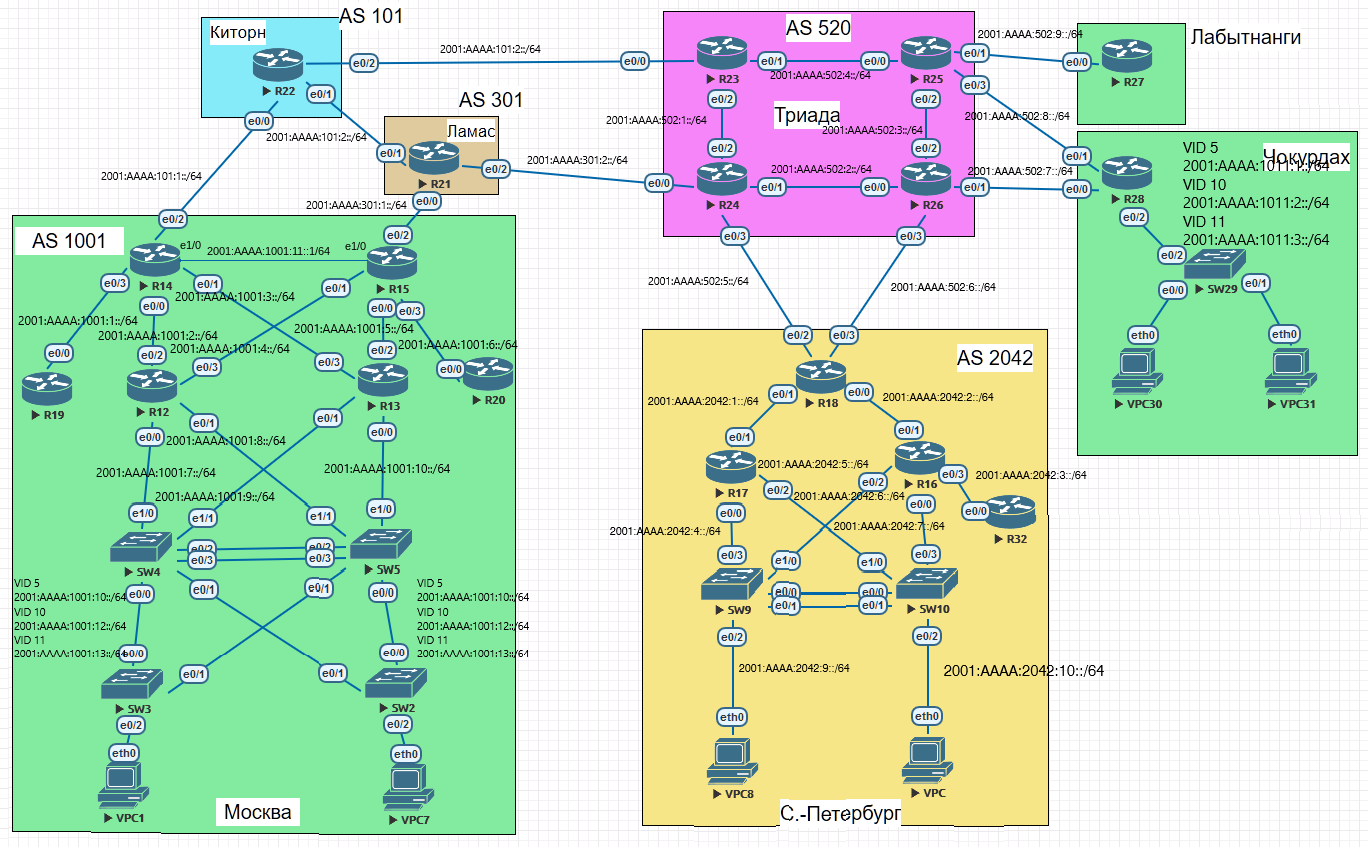 AS 101
Киторн
R22
e0/2
e0/1
e0/0
2001:AAAA:101:2::/64
2001:AAAA:101:2::/64
2001:AAAA:101:1::/64
AS 301
Ламас
e0/1
R21
e0/2
e0/0
2001:AAAA:301:2::/64
2001:AAAA:301:1::/64
AS 520
Триада
e0/0
R23
e0/1
e0/2
2001:AAAA:502:4::/64
e0/0
R25
e0/1
e0/3
e0/2
2001:AAAA:502:1::/64
2001:AAAA:502:3::/64
e0/2
e0/0
R24
e0/1
e0/3
2001:AAAA:502:2::/64
e0/2
e0/0
R26
e0/1
e0/3
2001:AAAA:502:9::/64
2001:AAAA:502:8::/64
2001:AAAA:502:7::/64
2001:AAAA:502:5::/64
2001:AAAA:502:6::/64
Лабытнанги
e0/0
R27
Чокурдах
VID 5
2001:AAAA:1011:1::/64
VID 10
2001:AAAA:1011:2::/64
VID 11
2001:AAAA:1011:3::/64
e0/1
e0/0
R28
e0/2
e0/2
SW29
e0/0
e0/1
eth0
eth0
VPC30
VPC31
AS 1001
e0/2
e1/0
R14
e0/3
e0/0
e0/1
2001:AAAA:1001:11::1/64
e0/2
e1/0
R15
e0/1
e0/0
e0/3
2001:AAAA:1001:3::/64
2001:AAAA:1001:1::/64
2001:AAAA:1001:2::/64
2001:AAAA:1001:4::/64
2001:AAAA:1001:5::/64
2001:AAAA:1001:6::/64
e0/0
R19
e0/2
e0/3
R12
e0/0
e0/1
e0/3
e0/2
R13
e0/1
e0/0
e0/0
R20
2001:AAAA:1001:8::/64
2001:AAAA:1001:7::/64
2001:AAAA:1001:10::/64
2001:AAAA:1001:9::/64
e1/0
e1/1
e0/2
e0/3
SW4
e0/0
e0/1
e1/1
e1/0
e0/2
e0/3
SW5
e0/1
e0/0
VID 5
2001:AAAA:1001:10::/64
VID 10
2001:AAAA:1001:12::/64
VID 11
2001:AAAA:1001:13::/64
VID 5
2001:AAAA:1001:10::/64
VID 10
2001:AAAA:1001:12::/64
VID 11
2001:AAAA:1001:13::/64
e0/0
e0/1
SW3
e0/2
e0/1
e0/0
SW2
e0/2
eth0
VPC1
eth0
VPC7
Москва
AS 2042
e0/2
e0/3
R18
e0/1
e0/0
2001:AAAA:2042:1::/64
2001:AAAA:2042:2::/64
e0/1
R17
e0/2
e0/0
e0/1
R16
e0/2
e0/0
e0/3
2001:AAAA:2042:5::/64
2001:AAAA:2042:3::/64
2001:AAAA:2042:6::/64
2001:AAAA:2042:7::/64
2001:AAAA:2042:4::/64
e0/0
R32
e0/3
e1/0
e0/0
e0/1
SW9
e0/2
e1/0
e0/3
e0/0
e0/1
SW10
e0/2
2001:AAAA:2042:9::/64
2001:AAAA:2042:10::/64
eth0
VPC8
eth0
VPC
С.-Петербург